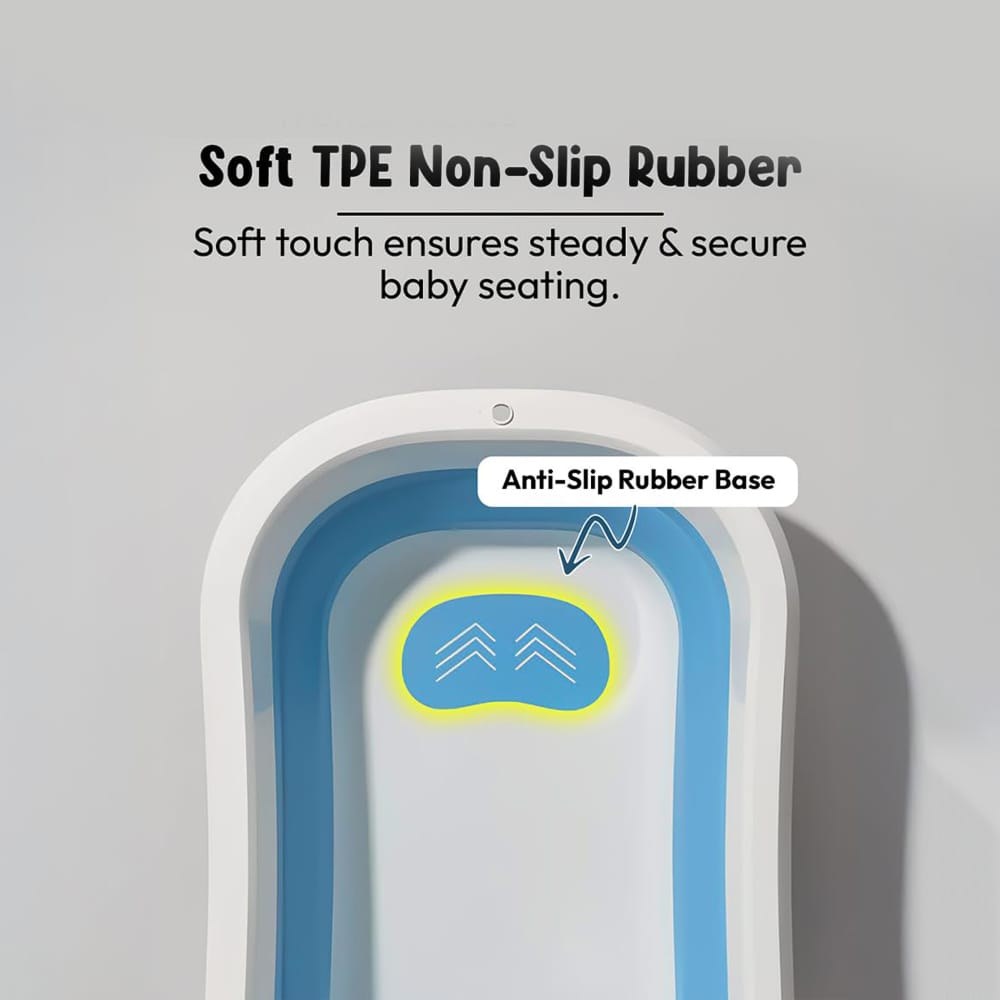 Soft TPE Non-Slip Rubber
Soft touch ensures steady & secure
baby seating.
Anti-Slip Rubber Base